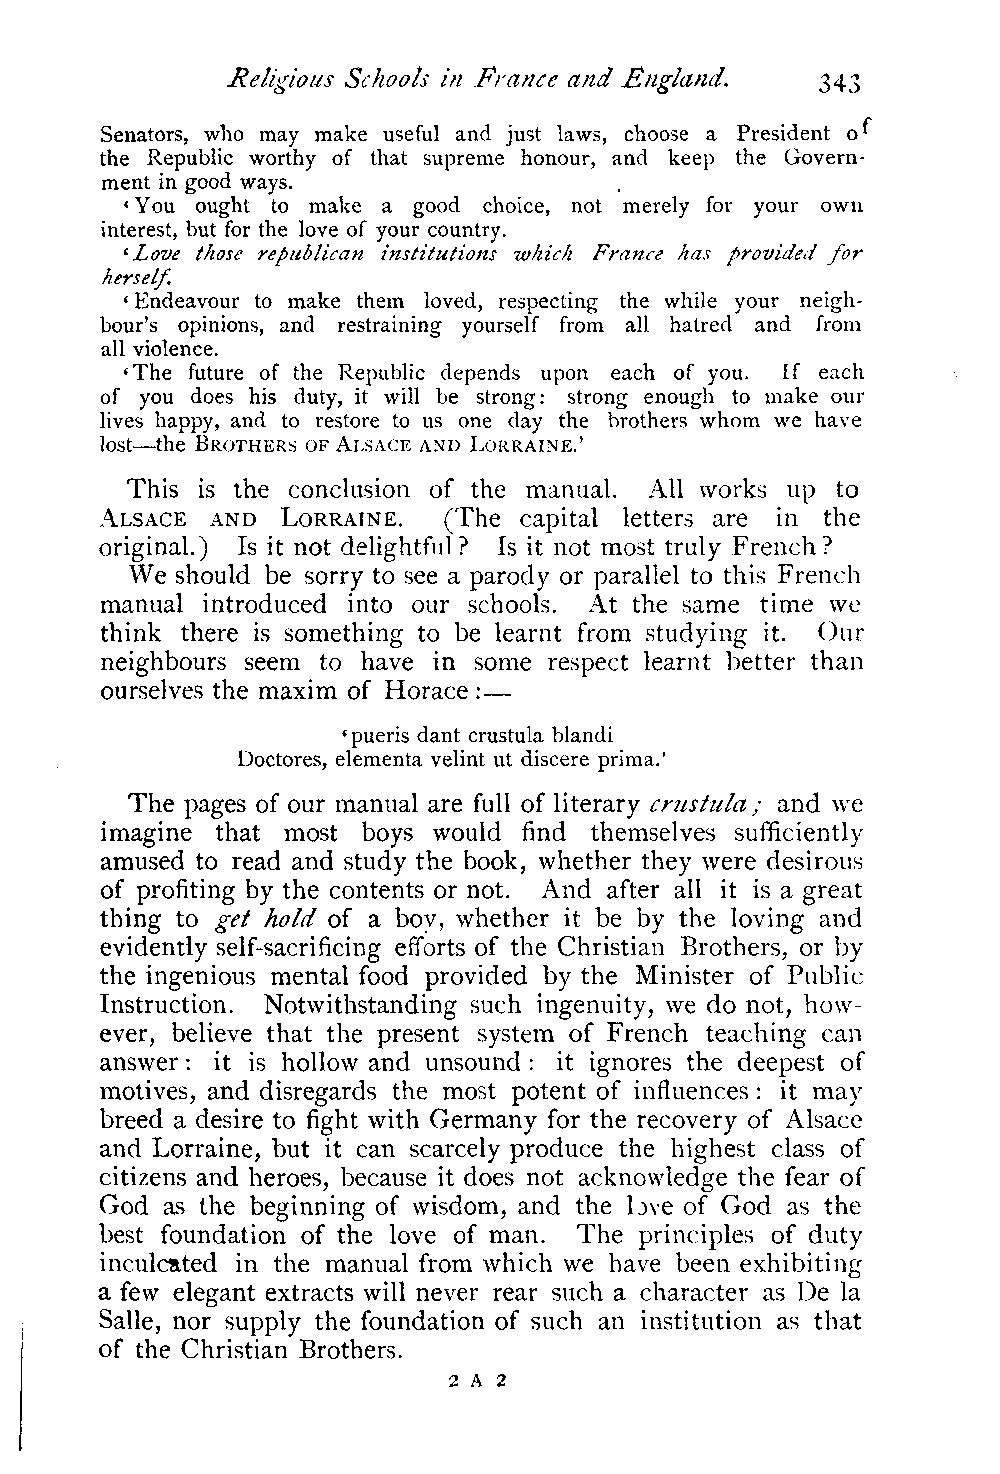 Religious Schools in France and England. 343
Senators, who may make useful and just laws, choose a President of
the Republic worthy of that supreme honour, and keep the Govern-
ment in good ways.
‘You ought to make a good choice, not merely for your own
interest, but for the love of your country.
‘Love those republican institutions which France has provided for
herself.
‘Endeavour to make them loved, respecting the while your neigh-
bour's opinions, and restraining yourself from all hatred and from
all violence.
‘The future of the Republic depends upon each of you. If each
of you does his duty, it will be strong: strong enough to make our
lives happy, and to restore to us one day the brothers whom we have
lost—the BROTHERS OF ALSACE AND LORRAINE.’
This is the conclusion of the manual. All works up to
ALSACE AND LORRAINE. (The capital letters are in the
original.) Is it not delightful? Is it not most truly French?
We should be sorry to see a parody or parallel to this French
manual introduced into our schools. At the same time we
think there is something to be learnt from studying it. Our
neighbours seem to have in some respect learnt better than
ourselves the maxim of Horace:—
‘pueris dant crustula blandi
Doctores, elementa velint ut discere prima.’
The pages of our manual are full of literary crustula; and we
imagine that most boys would find themselves sufficiently
amused to read and study the book, whether they were desirous
of profiting by the contents or not. And after all it is a great
thing to get hold of a boy, whether it be by the loving and
evidently self-sacrificing efforts of the Christian Brothers, or by
the ingenious mental food provided by the Minister of Public
Instruction. Notwithstanding such ingenuity, we do not, how-
ever, believe that the present system of French teaching can
answer: it is hollow and unsound: it ignores the deepest of
motives, and disregards the most potent of influences: it may
breed a desire to fight with Germany for the recovery of Alsace
and Lorraine, but it can scarcely produce the highest class of
citizens and heroes, because it does not acknowledge the fear of
God as the beginning of wisdom, and the love of God as the
best foundation of the love of man. The principles of duty
inculcated in the manual from which we have been exhibiting
a few elegant extracts will never rear such a character as De la
Salle, nor supply the foundation of such an institution as that
of the Christian Brothers.
2 A 2